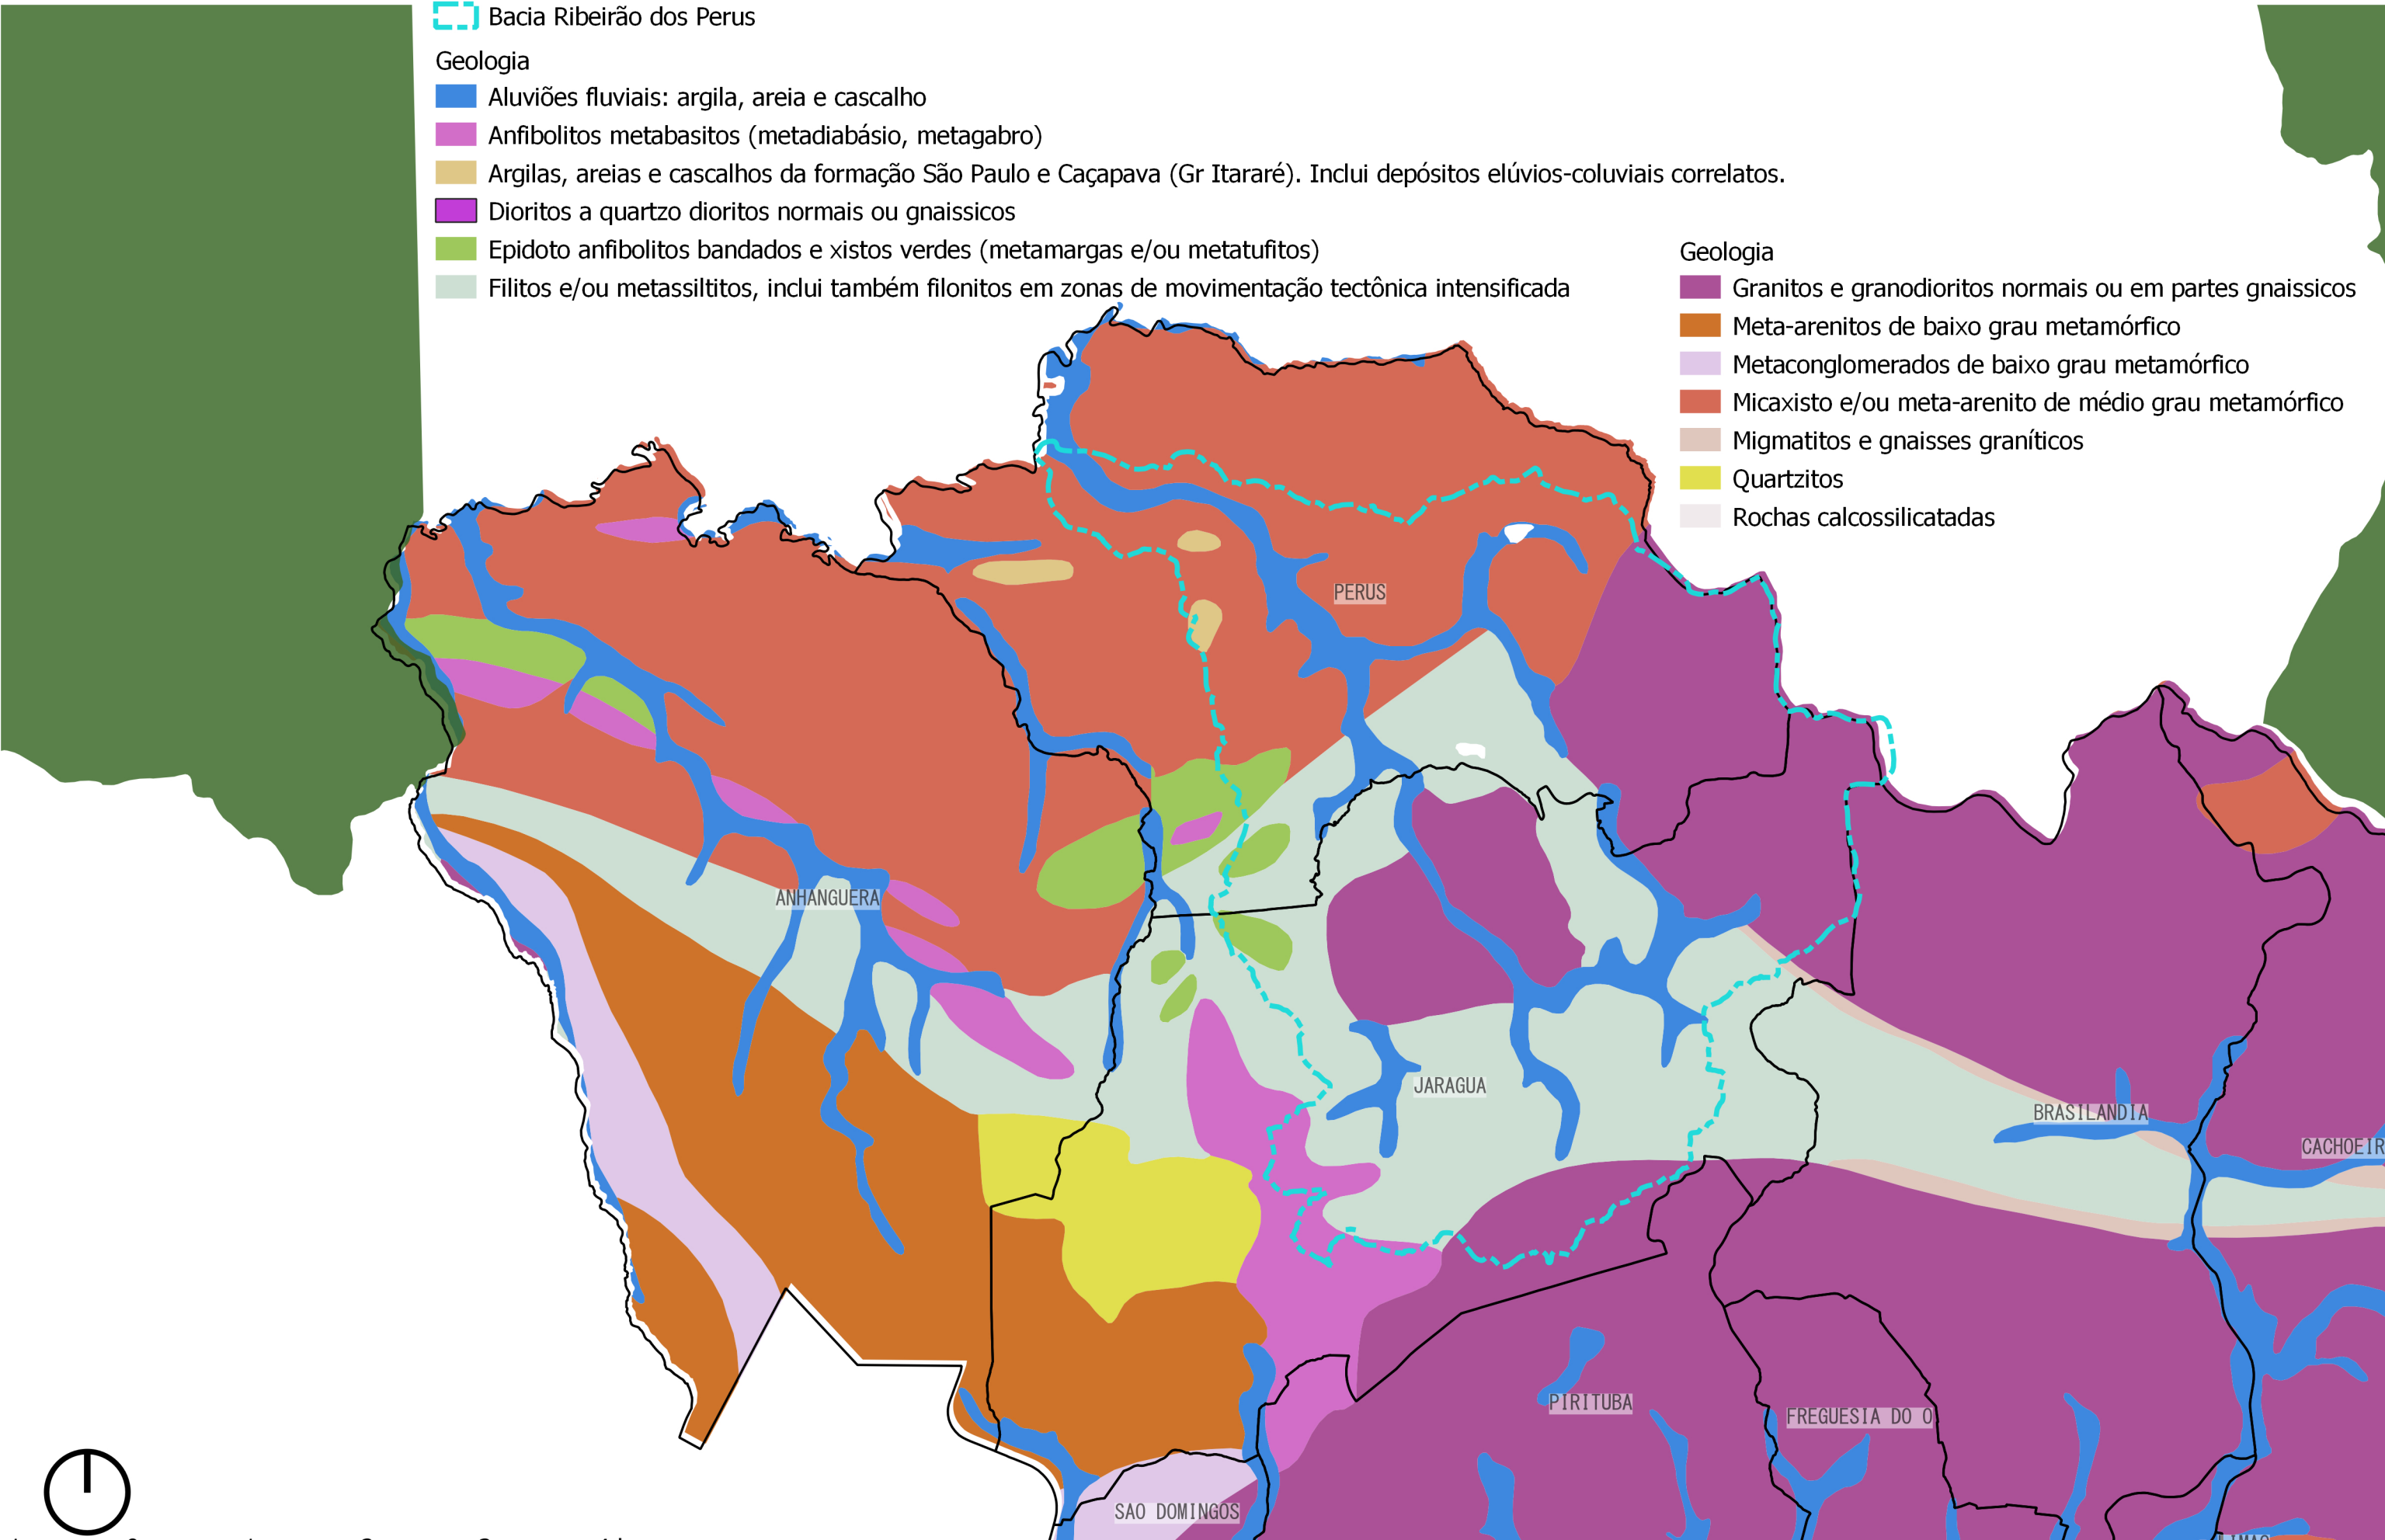 Bacia Ribeirão dos Perus
Geologia
Aluviões fluviais: argila, areia e cascalho
Anfibolitos metabasitos (metadiabásio, metagabro)
Argilas, areias e cascalhos da formação São Paulo e Caçapava (Gr Itararé). Inclui depósitos elúvios-coluviais correlatos.
Dioritos a quartzo dioritos normais ou gnaissicos
Epidoto anfibolitos bandados e xistos verdes (metamargas e/ou metatufitos)
Filitos e/ou metassiltitos, inclui também filonitos em zonas de movimentação tectônica intensificada
Geologia
Granitos e granodioritos normais ou em partes gnaissicos
Meta-arenitos de baixo grau metamórfico
Metaconglomerados de baixo grau metamórfico
Micaxisto e/ou meta-arenito de médio grau metamórfico
Migmatitos e gnaisses graníticos
Quartzitos
Rochas calcossilicatadas
PERUS
ANHANGUERA
JARAGUA
BRASILANDIA
CACHOEIR
PIRITUBA
FREGUESIA DO O
SAO DOMINGOS